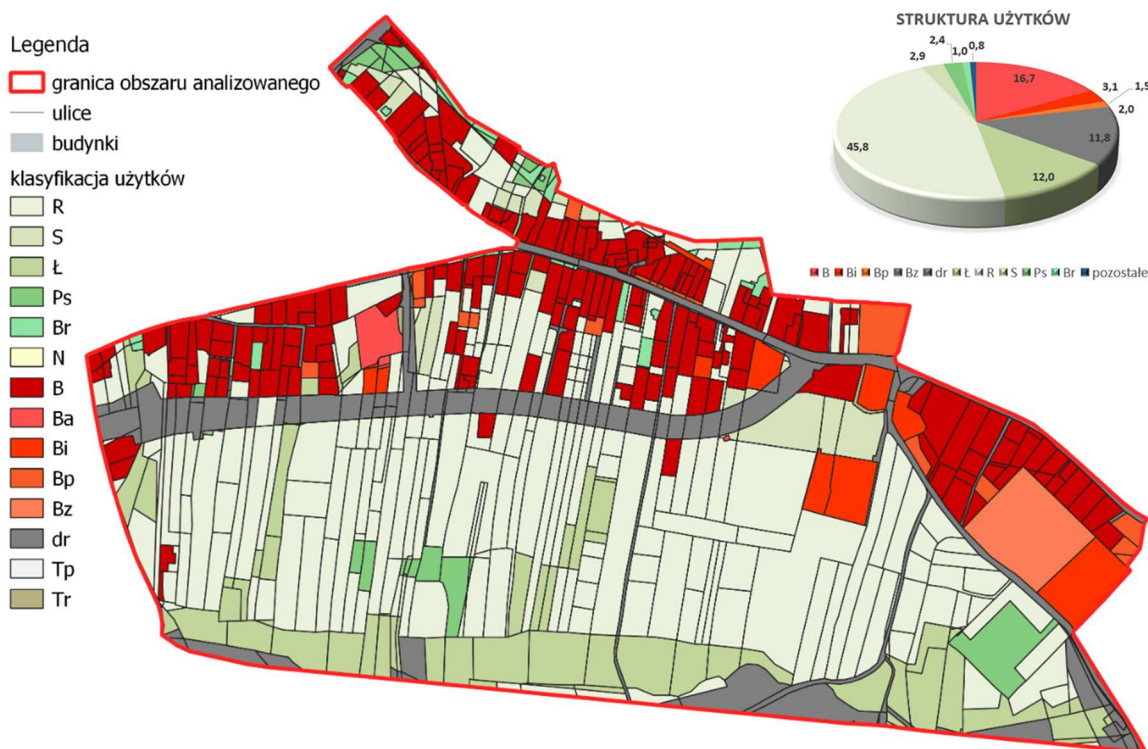 Legenda
granica obszaru analizowanego
ulice
budynki
klasyfikacja użytków
R
S
Ł
Ps
Br
N
B
Ba
Bi
Bp
Bz
dr
Tp
Tr
STRUKTURA UŻYTKÓW
16,7
3,1
1,5
2,0
11,8
12,0
45,8
2,9
2,4
1,0
0,8
B Bi Bp Bz dr Ł R S Ps Br pozostałe